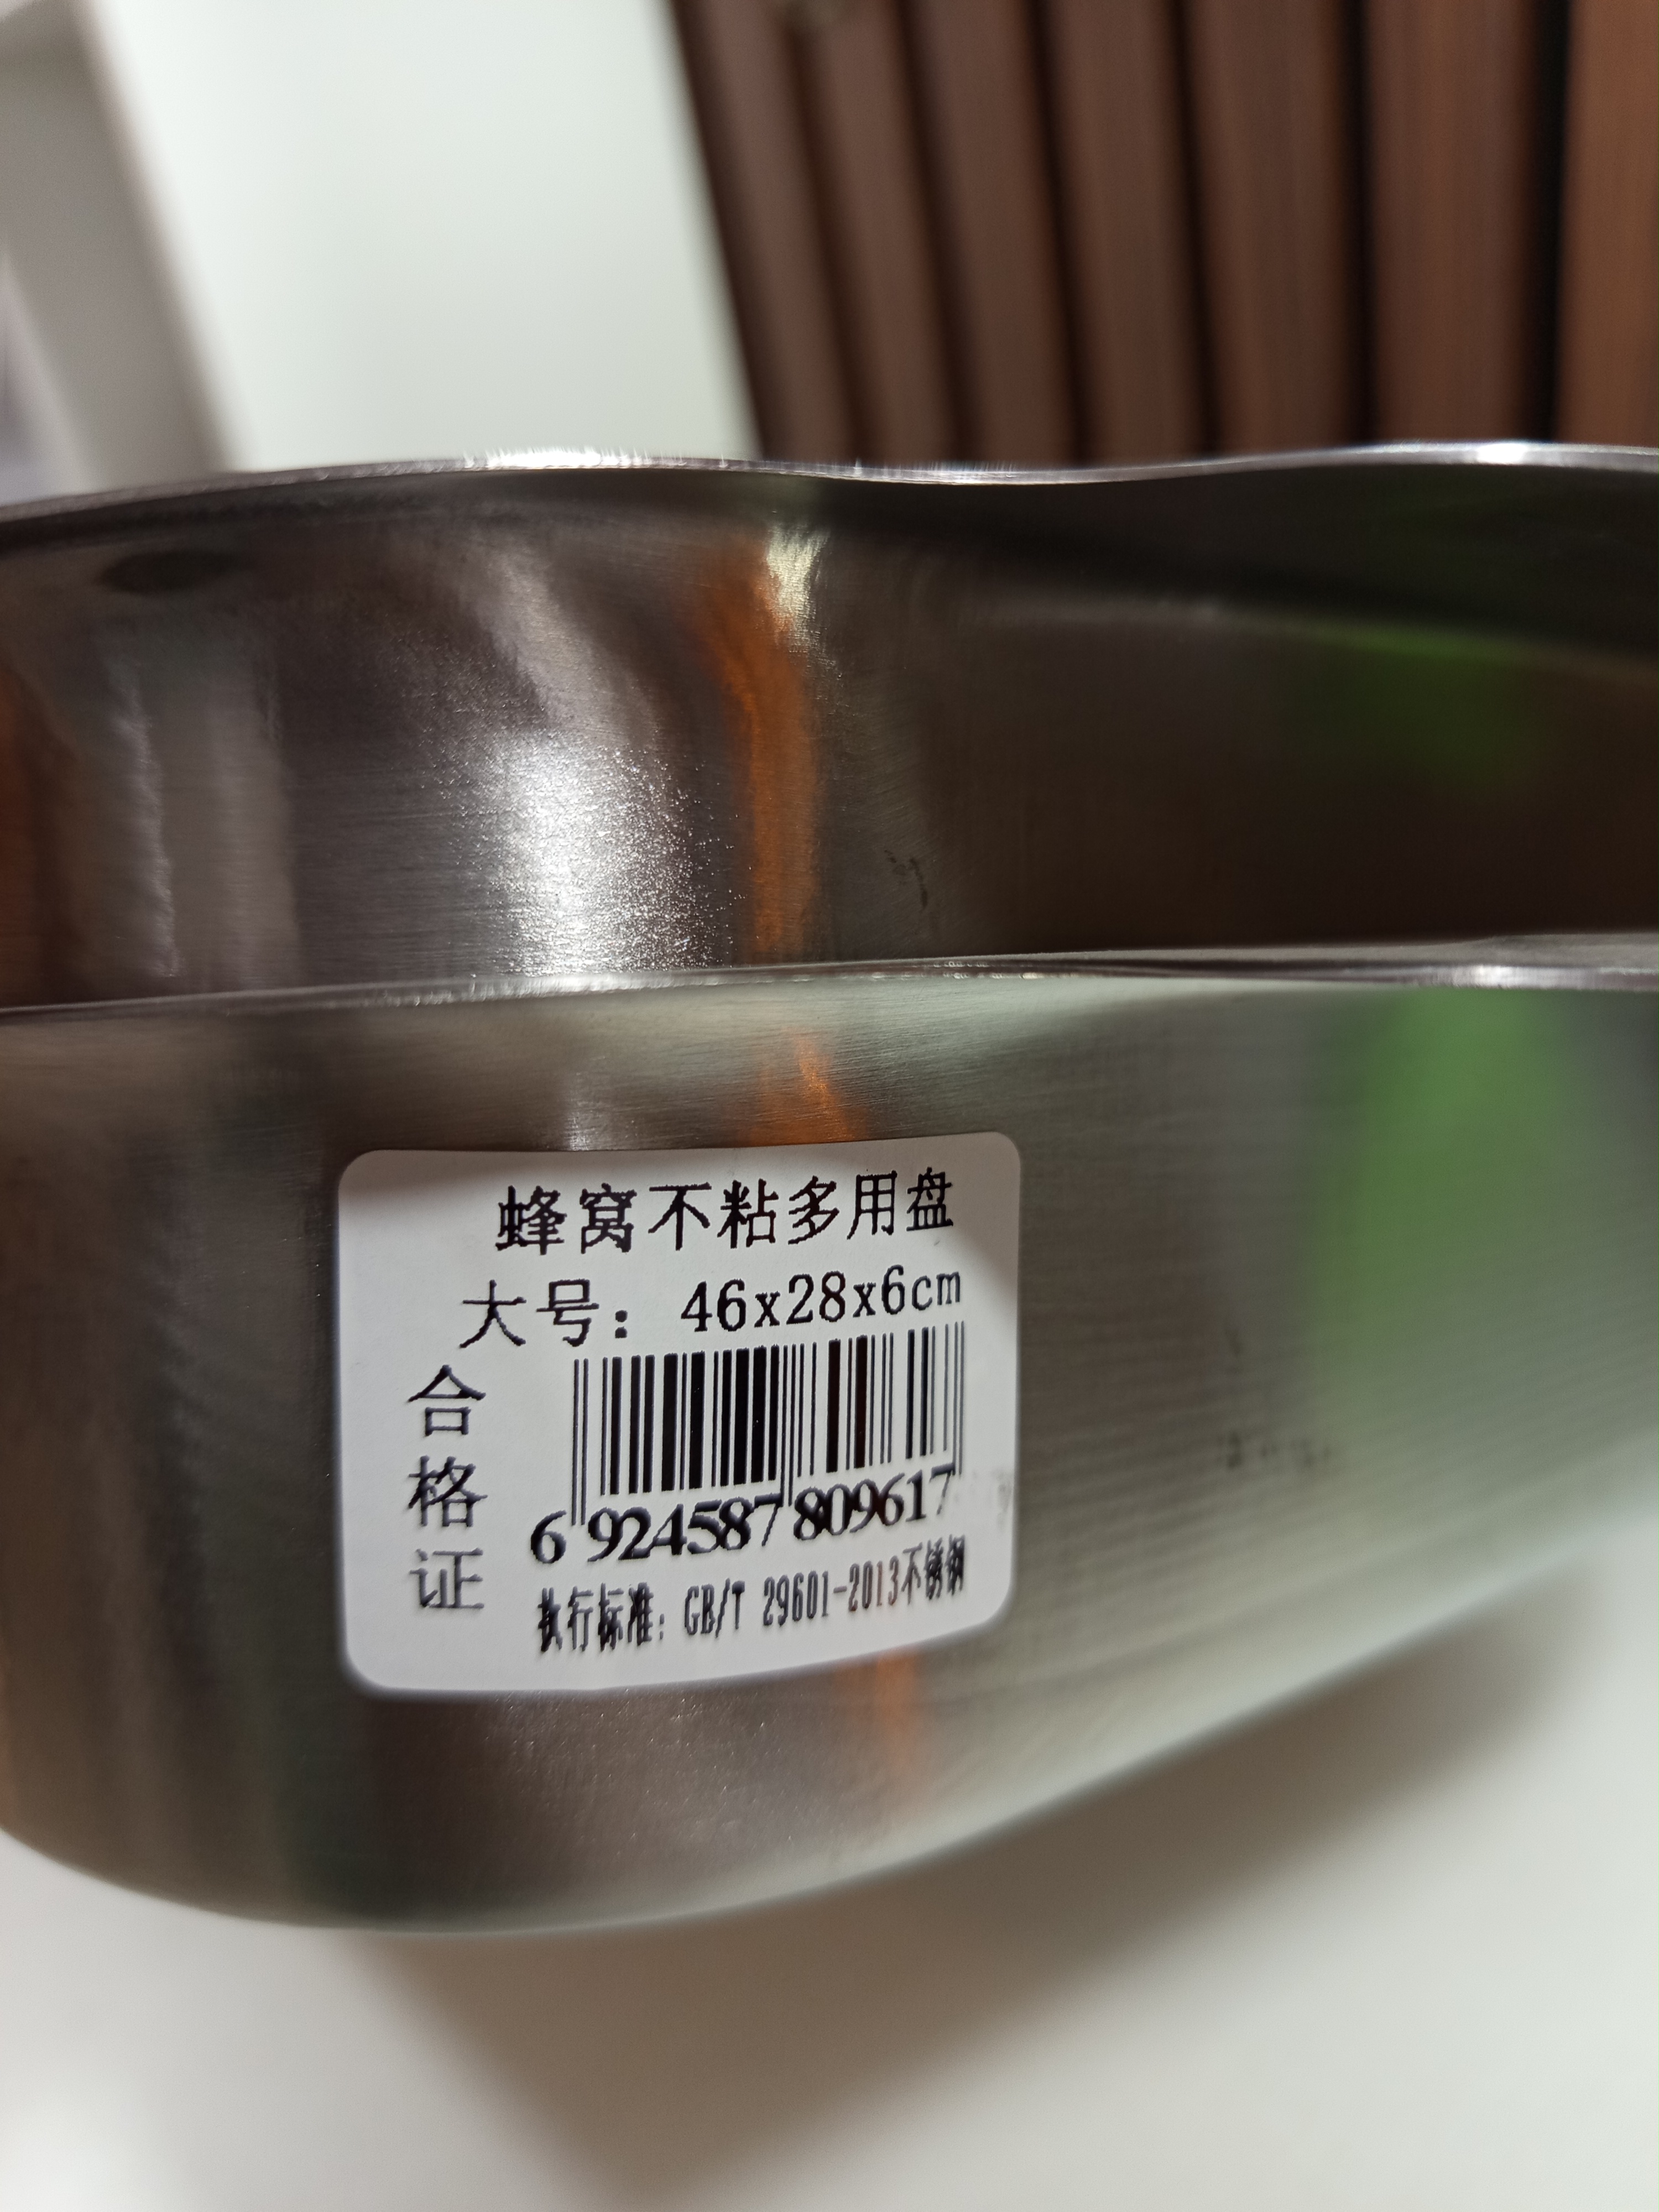 蜂窝不粘多用盘
大号：46x28x6cm
合格证
6 924587 809617
执行标准：GB/T 29601-2013不锈钢